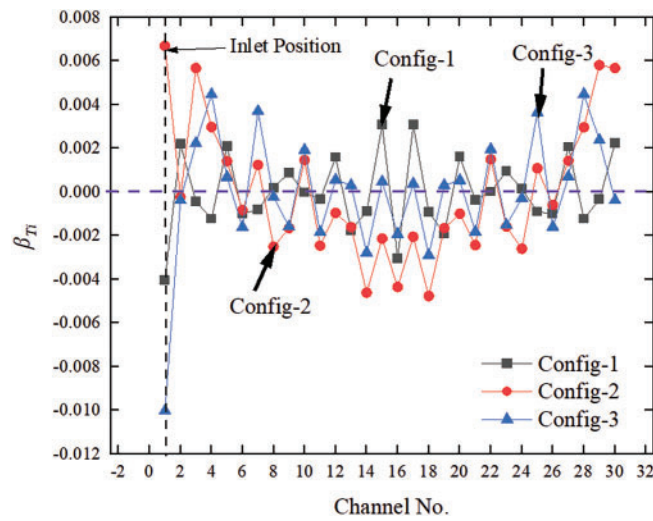 0.008
0.006
0.004
0.002
0.000
-0.002
-0.004
-0.006
-0.008
-0.010
-0.012
β_Ti
Inlet Position
Config-1
Config-3
Config-2
Config-1
Config-2
Config-3
-2 0 2 4 6 8 10 12 14 16 18 20 22 24 26 28 30 32
Channel No.